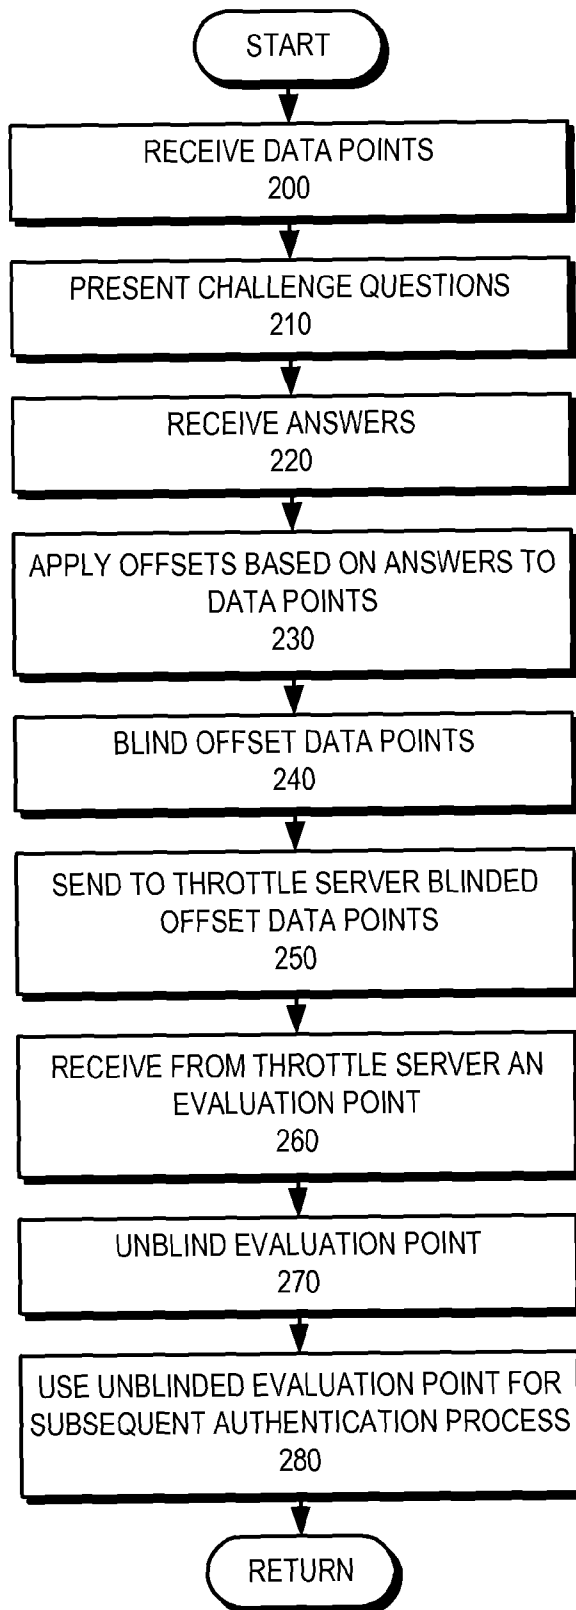 START
RECEIVE DATA POINTS
200
PRESENT CHALLENGE QUESTIONS
210
RECEIVE ANSWERS
220
APPLY OFFSETS BASED ON ANSWERS TO
DATA POINTS
230
BLIND OFFSET DATA POINTS
240
SEND TO THROTTLE SERVER BLINDED
OFFSET DATA POINTS
250
RECEIVE FROM THROTTLE SERVER AN
EVALUATION POINT
260
UNBLIND EVALUATION POINT
270
USE UNBLINDED EVALUATION POINT FOR
SUBSEQUENT AUTHENTICATION PROCESS
280
RETURN